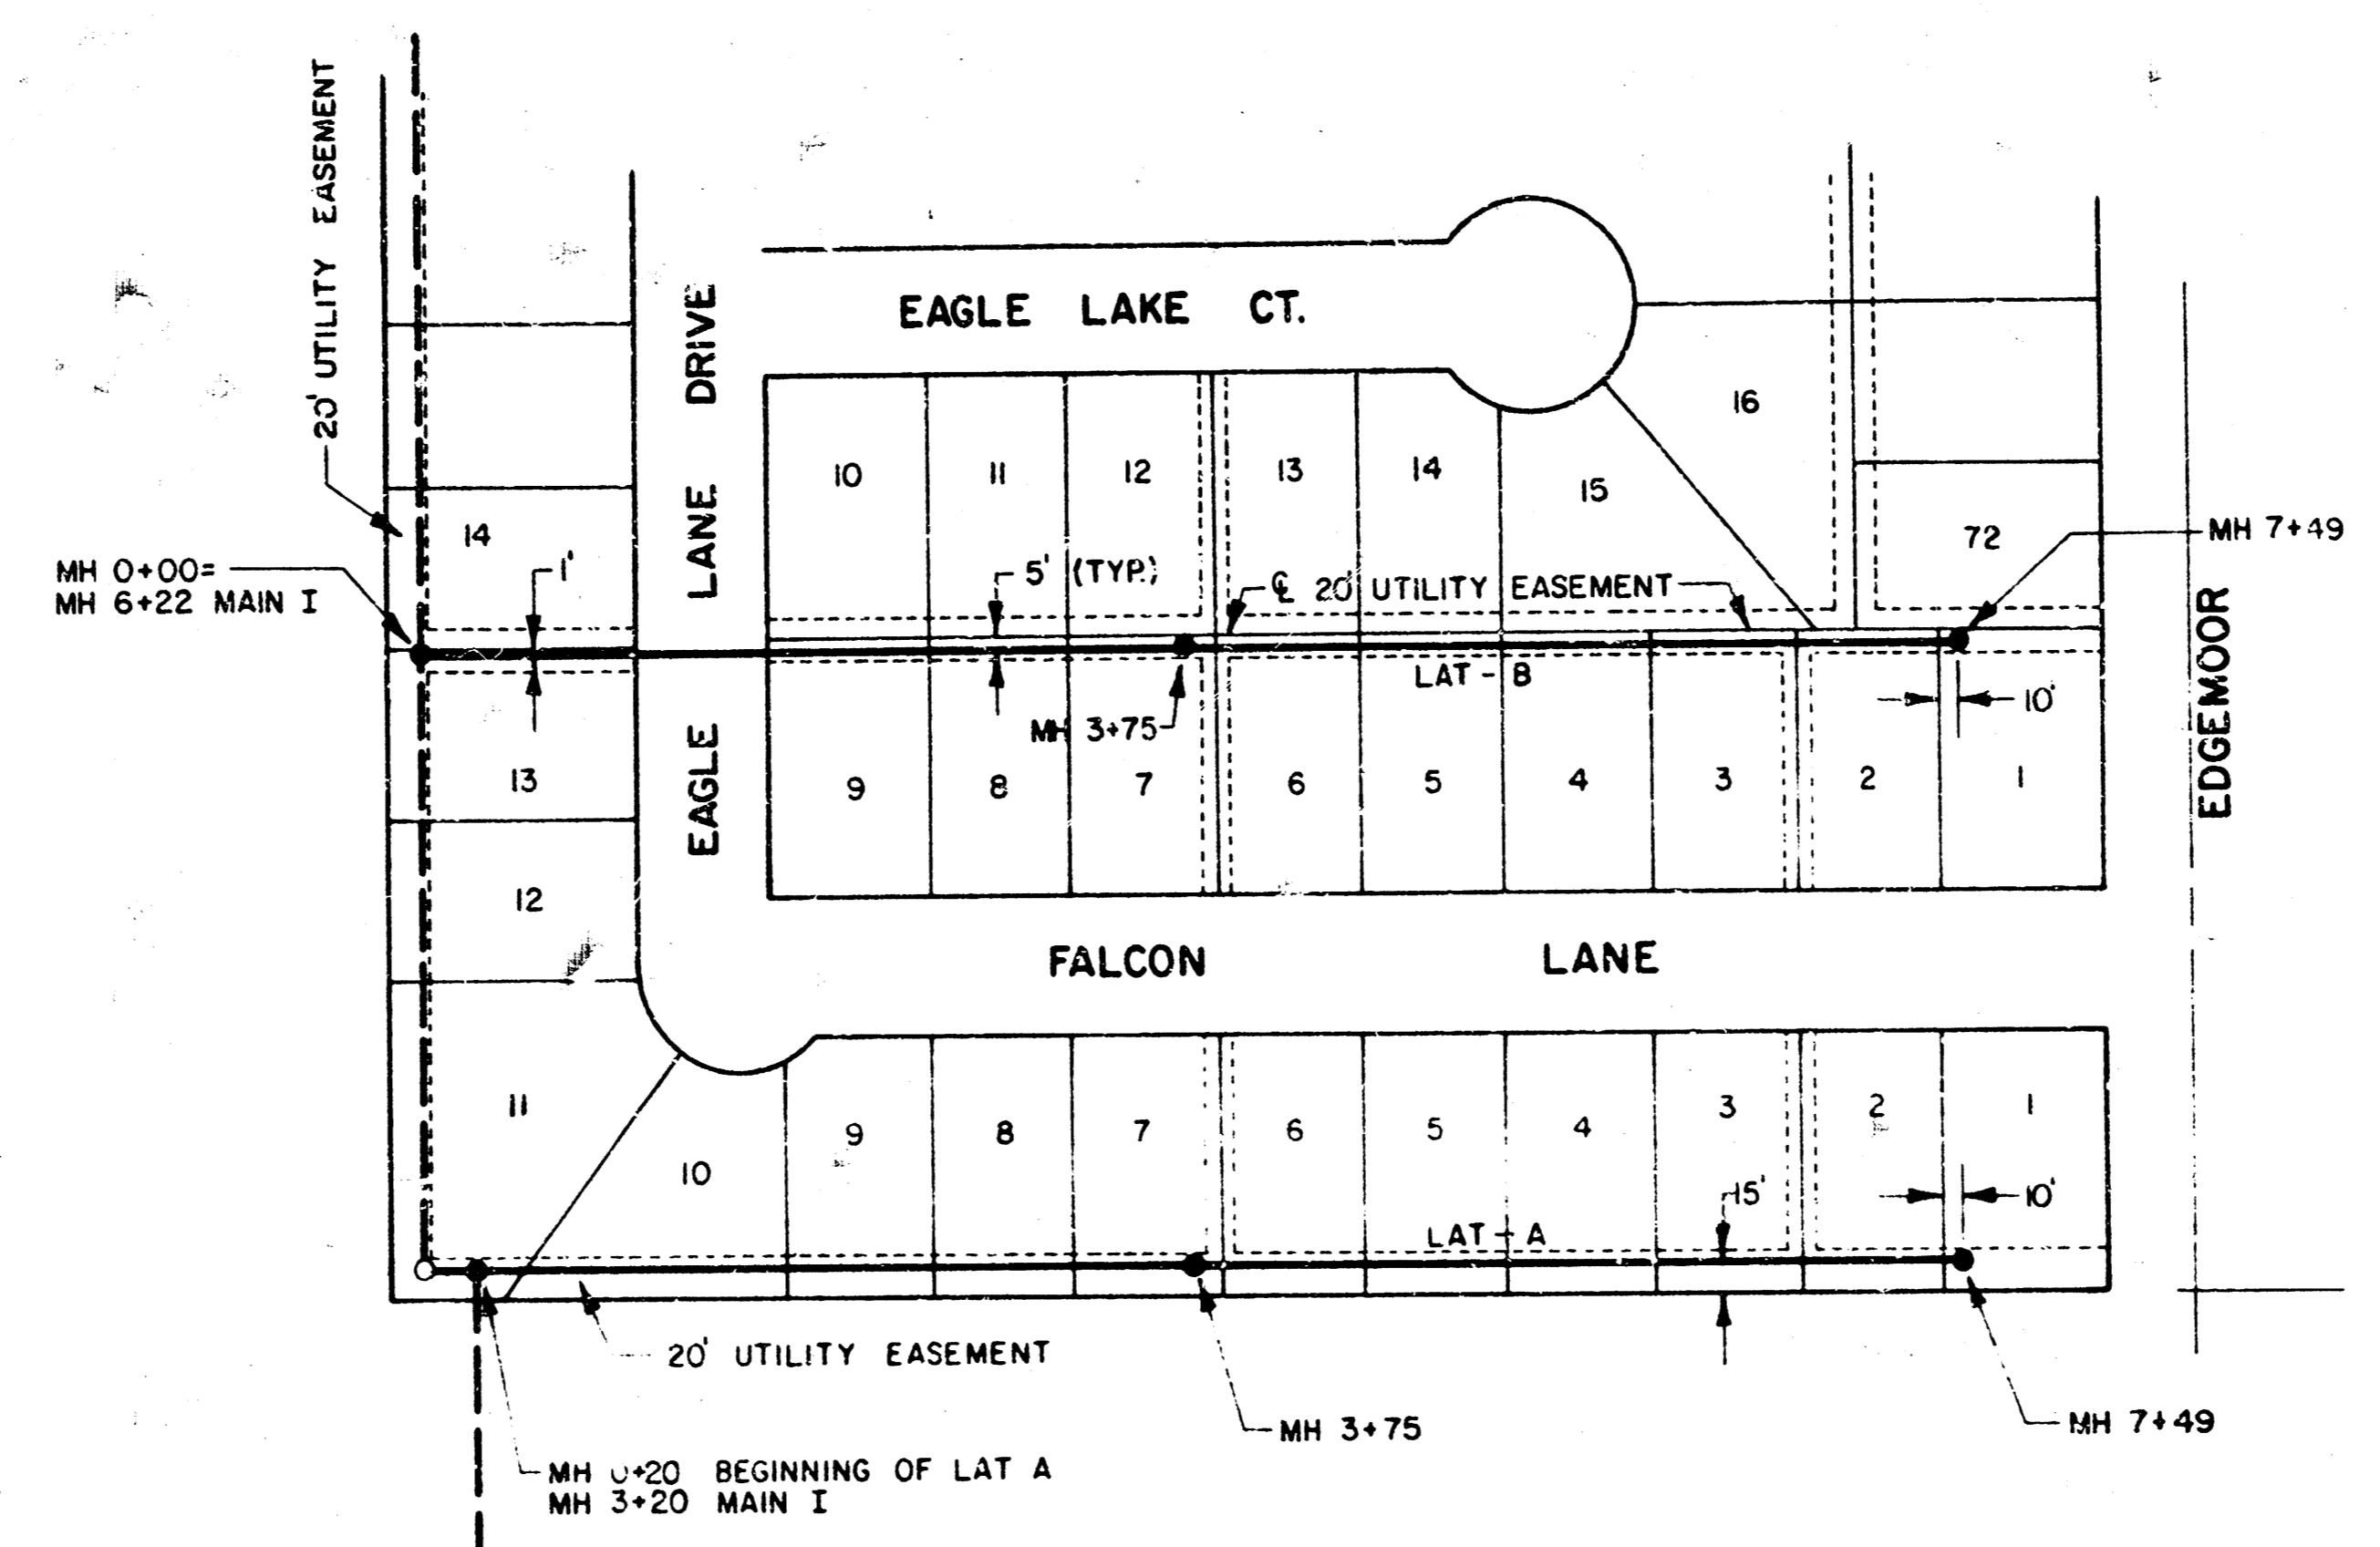 20' UTILITY EASEMENT
EAGLE LANE DRIVE
EAGLE LAKE CT.
16
10
11
12
13
14
15
14
72
MH 7+49
MH 0+00=
MH 6+22 MAIN I
1'
5' (TYP.)
℄ 20' UTILITY EASEMENT
LAT - B
MH 3+75
10'
EDGEMOOR
13
9
8
7
6
5
4
3
2
1
12
FALCON LANE
11
10
9
8
7
6
5
4
3
2
1
15'
10'
LAT - A
20' UTILITY EASEMENT
MH 3+75
MH 7+49
MH 0+20 BEGINNING OF LAT A
MH 3+20 MAIN I